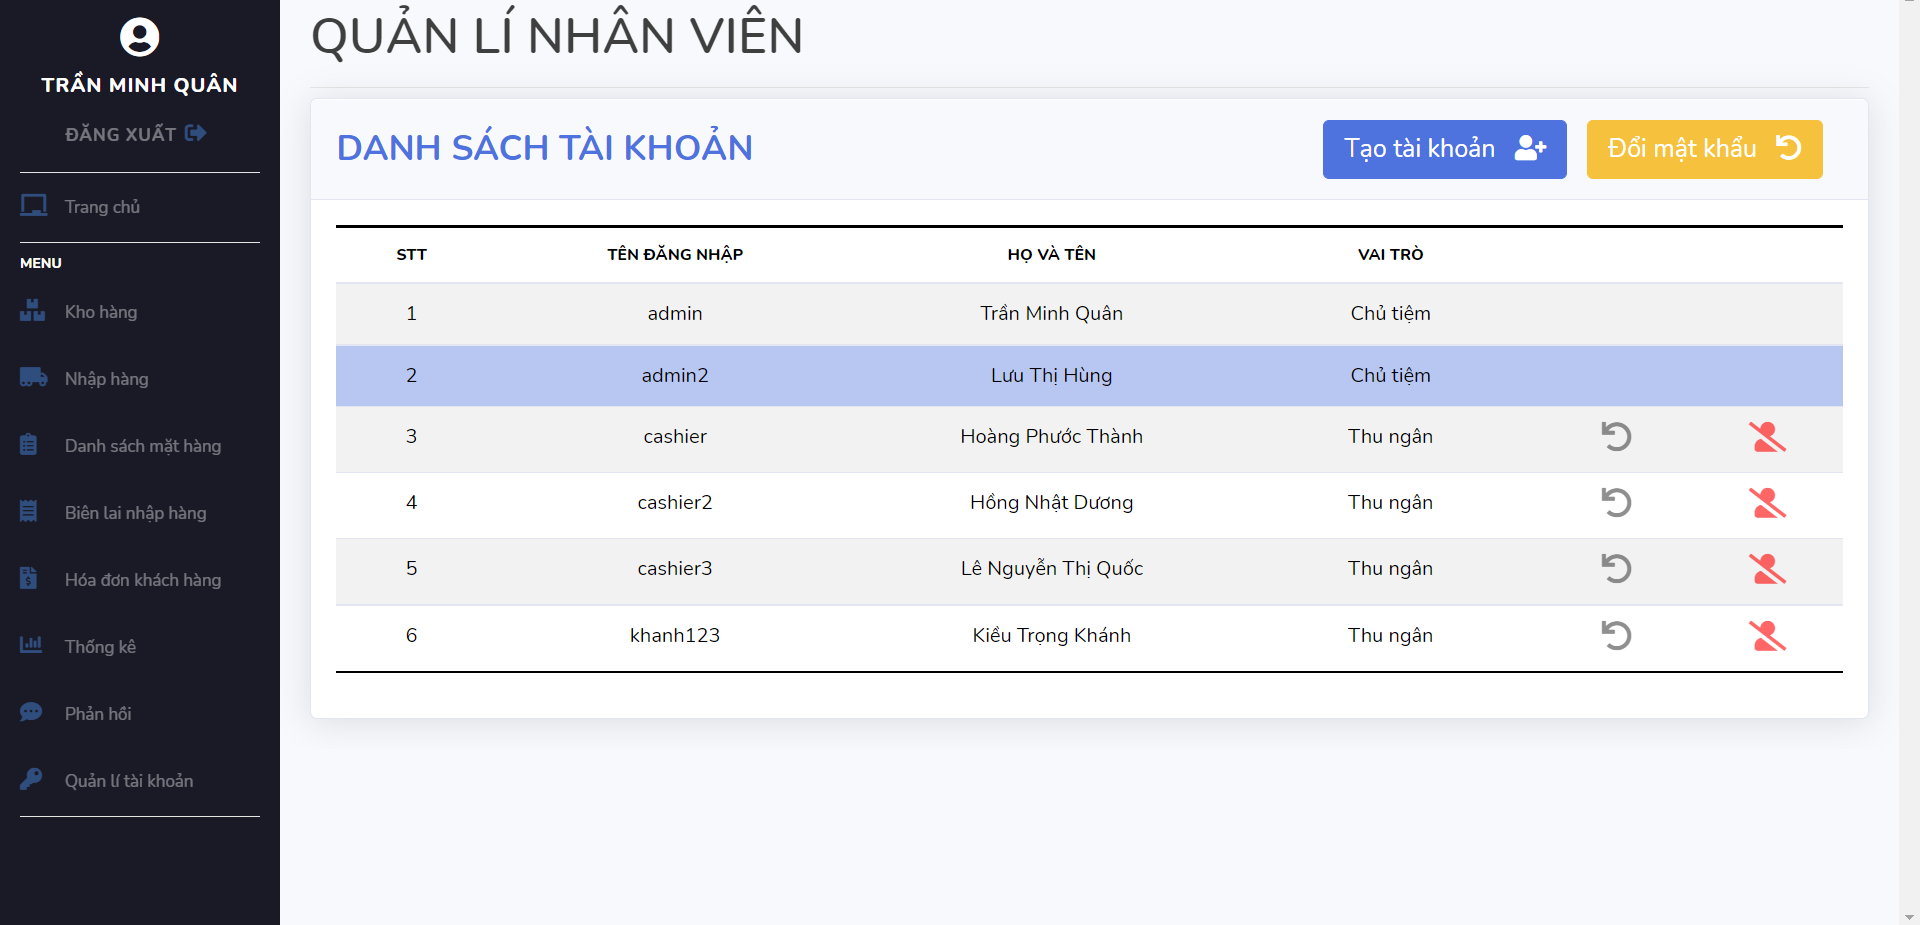 TRẦN MINH QUÂN
ĐĂNG XUẤT
Trang chủ
MENU
Kho hàng
Nhập hàng
Danh sách mặt hàng
Biên lai nhập hàng
Hóa đơn khách hàng
Thống kê
Phản hồi
Quản lí tài khoản
QUẢN LÍ NHÂN VIÊN
DANH SÁCH TÀI KHOẢN
Tạo tài khoản
Đổi mật khẩu
STT TÊN ĐĂNG NHẬP HỌ VÀ TÊN VAI TRÒ
1 admin Trần Minh Quân Chủ tiệm
2 admin2 Lưu Thị Hùng Chủ tiệm
3 cashier Hoàng Phước Thành Thu ngân
4 cashier2 Hồng Nhật Dương Thu ngân
5 cashier3 Lê Nguyễn Thị Quốc Thu ngân
6 khanh123 Kiều Trọng Khánh Thu ngân